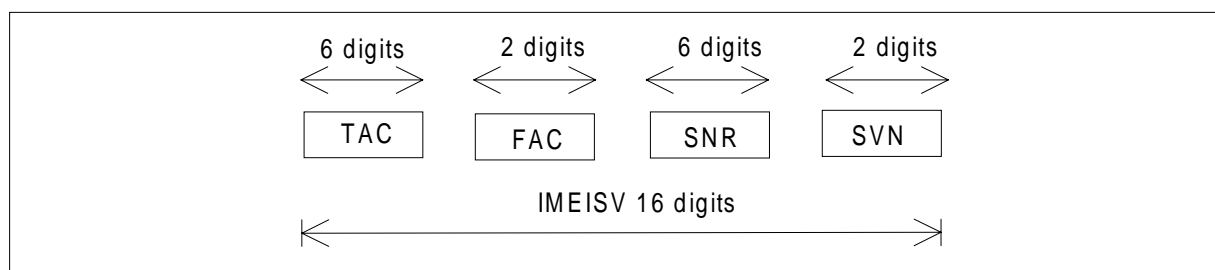 6 digits 2 digits 6 digits 2 digits
TAC FAC SNR SVN
IMEISV 16 digits